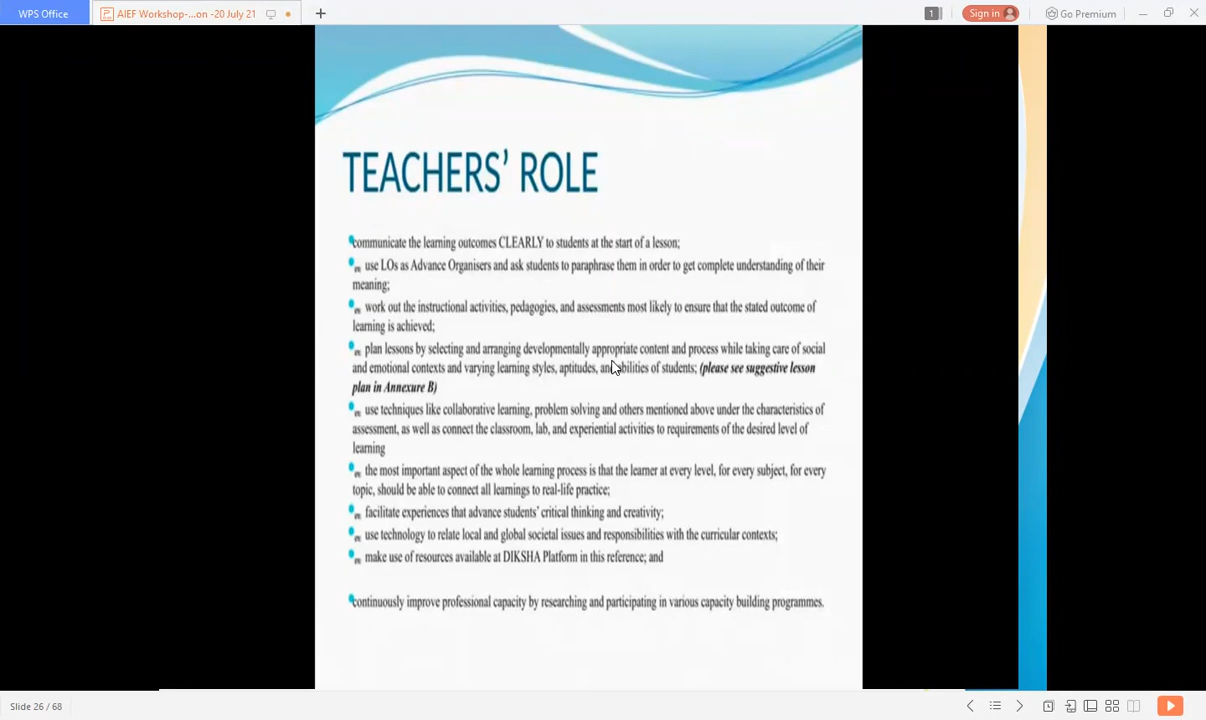 WPS Office
AIEF Workshop-...on -20 July 21
1
Sign in
Go Premium
TEACHERS' ROLE
communicate the learning outcomes CLEARLY to students at the start of a lesson;
use LOs as Advance Organisers and ask students to paraphrase them in order to get complete understanding of their
meaning;
work out the instructional activities, pedagogies, and assessments most likely to ensure that the stated outcome of
learning is achieved;
plan lessons by selecting and arranging developmentally appropriate content and process while taking care of social
and emotional contexts and varying learning styles, aptitudes, and abilities of students; (please see suggestive lesson
plan in Annexure B)
use techniques like collaborative learning, problem solving and others mentioned above under the characteristics of
assessment, as well as connect the classroom, lab, and experiential activities to requirements of the desired level of
learning
the most important aspect of the whole learning process is that the learner at every level, for every subject, for every
topic, should be able to connect all learnings to real-life practice;
facilitate experiences that advance students' critical thinking and creativity;
use technology to relate local and global societal issues and responsibilities with the curricular contexts;
make use of resources available at DIKSHA Platform in this reference; and
continuously improve professional capacity by researching and participating in various capacity building programmes.
Slide 26 / 68